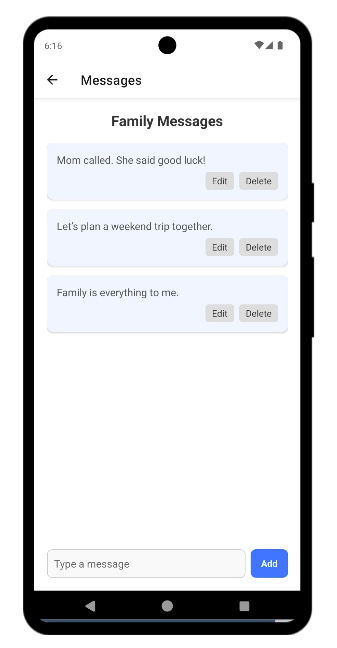 6:16
Messages
Family Messages
Mom called. She said good luck!
Edit Delete
Let's plan a weekend trip together.
Edit Delete
Family is everything to me.
Edit Delete
Type a message Add